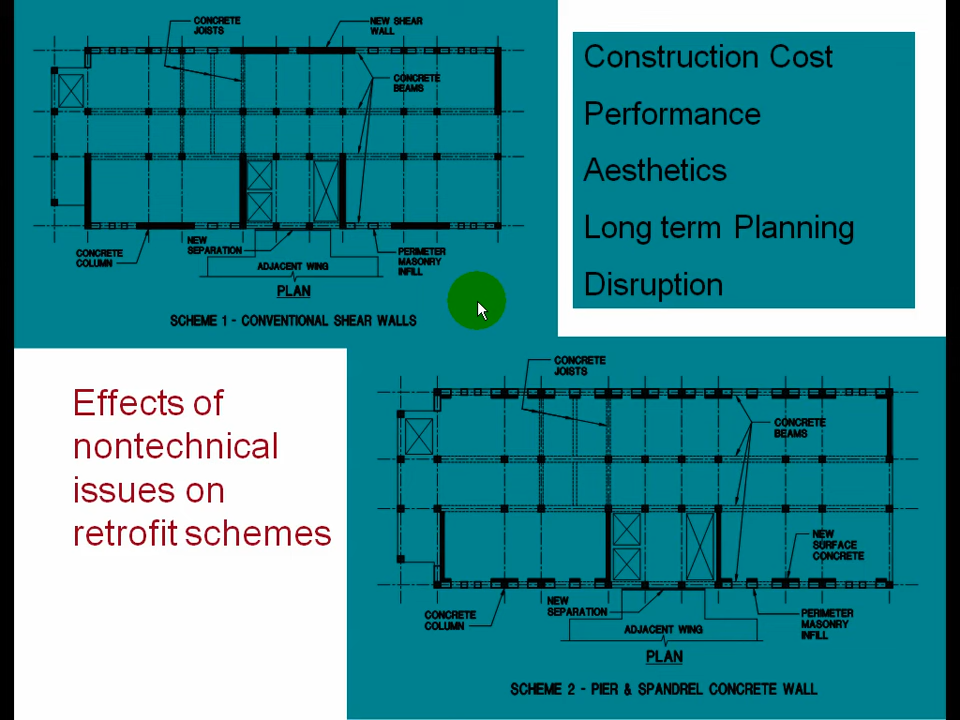 CONCRETE
JOISTS
NEW SHEAR
WALL
CONCRETE
BEAMS
NEW
SEPARATION
CONCRETE
COLUMN
PERIMETER
MASONRY
INFILL
ADJACENT WING
PLAN
SCHEME 1 - CONVENTIONAL SHEAR WALLS
Construction Cost
Performance
Aesthetics
Long term Planning
Disruption
Effects of
nontechnical
issues on
retrofit schemes
CONCRETE
JOISTS
CONCRETE
BEAMS
NEW
SURFACE
CONCRETE
NEW
SEPARATION
CONCRETE
COLUMN
PERIMETER
MASONRY
INFILL
ADJACENT WING
PLAN
SCHEME 2 - PIER & SPANDREL CONCRETE WALL